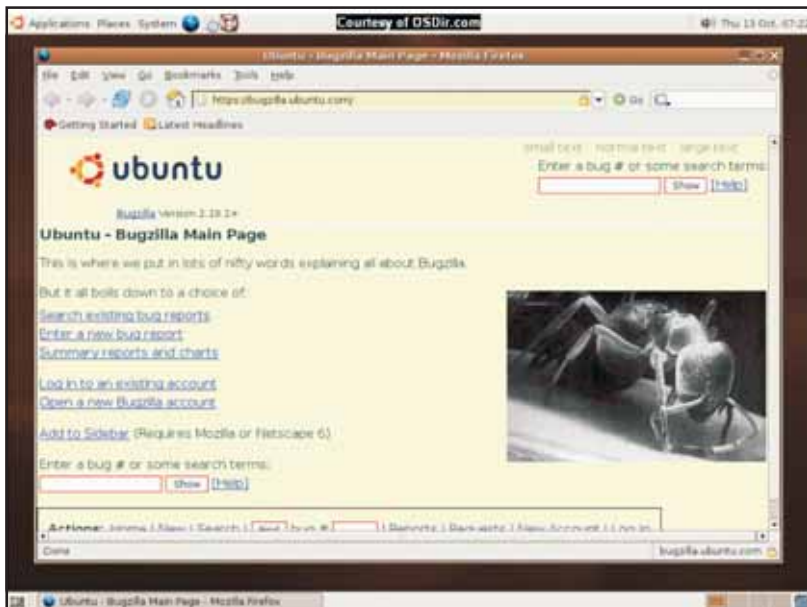 Applications Places System
Courtesy of OSDir.com
Thu 13 Oct, 07:22
Ubuntu - Bugzilla Main Page - Mozilla Firefox
File Edit View Go Bookmarks Tools Help
https://bugzilla.ubuntu.com/
Go
Getting Started Latest Headlines
small text normal text large text
ubuntu
Enter a bug # or some search terms:
Show [Help]
Bugzilla Version
Ubuntu - Bugzilla Main Page
This is where we put in lots of nifty words explaining all about Bugzilla.
But it all boils down to a choice of:
Search existing bug reports
Enter a new bug report
Summary reports and charts
Log in to an existing account
Open a new Bugzilla account
Add to Sidebar (Requires Mozilla or Netscape 6)
Enter a bug # or some search terms:
Show [Help]
Actions: Home | New | Search | Find bug # | Reports | Requests | New Account | Log In
Done
bugzilla.ubuntu.com
Ubuntu - Bugzilla Main Page - Mozilla Firefox